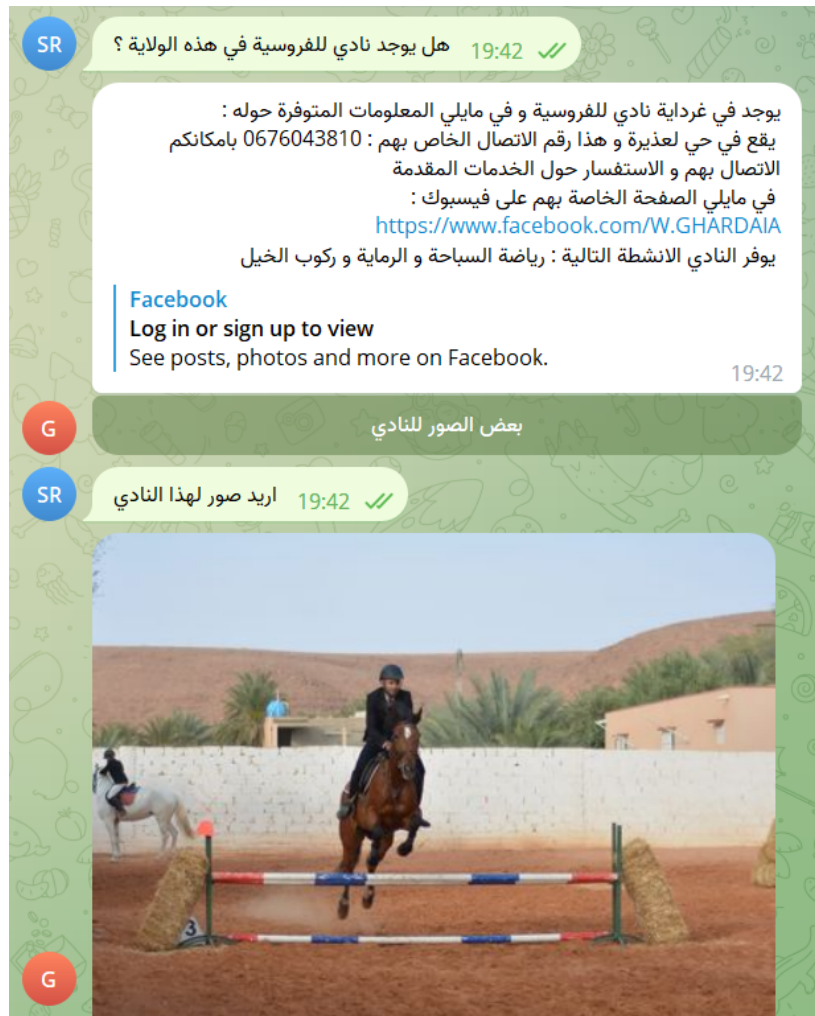 SR
هل يوجد نادي للفروسية في هذه الولاية ؟ 19:42
يوجد في غرداية نادي للفروسية و في مايلي المعلومات المتوفرة حوله :
يقع في حي لعذيرة و هذا رقم الاتصال الخاص بهم : 0676043810 بامكانكم
الاتصال بهم و الاستفسار حول الخدمات المقدمة
في مايلي الصفحة الخاصة بهم على فيسبوك :
https://www.facebook.com/W.GHARDAIA
يوفر النادي الانشطة التالية : رياضة السباحة و الرماية و ركوب الخيل
Facebook
Log in or sign up to view
See posts, photos and more on Facebook.
19:42
G
بعض الصور للنادي
SR
اريد صور لهذا النادي 19:42
3
G